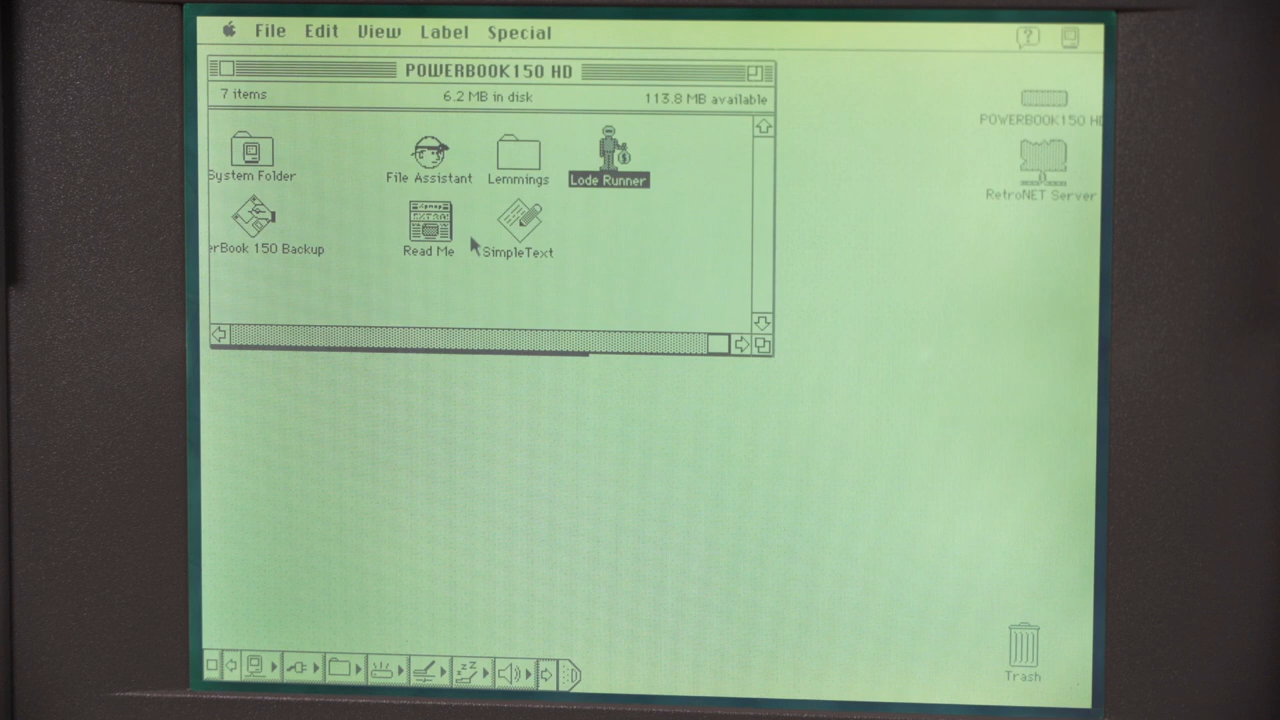 File Edit View Label Special
POWERBOOK150 HD
7 items 6.2 MB in disk 113.8 MB available
System Folder File Assistant Lemmings Lode Runner
erBook 150 Backup Read Me SimpleText
POWERBOOK150 HD
RetroNET Server
Trash